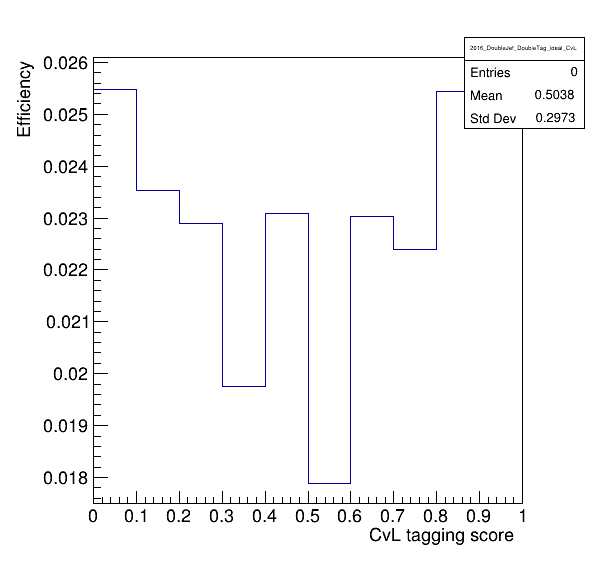 2016_DoubleJet_DoubleTag_ideal_CvL
Entries 0
Mean 0.5038
Std Dev 0.2973
Efficiency
0.026
0.025
0.024
0.023
0.022
0.021
0.02
0.019
0.018
0 0.1 0.2 0.3 0.4 0.5 0.6 0.7 0.8 0.9 1
CvL tagging score